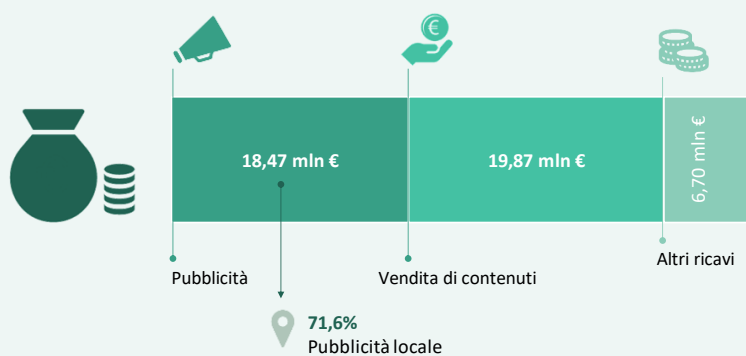 18,47 mln €
19,87 mln €
6,70 mln €
Pubblicità
Vendita di contenuti
Altri ricavi
71,6%
Pubblicità locale